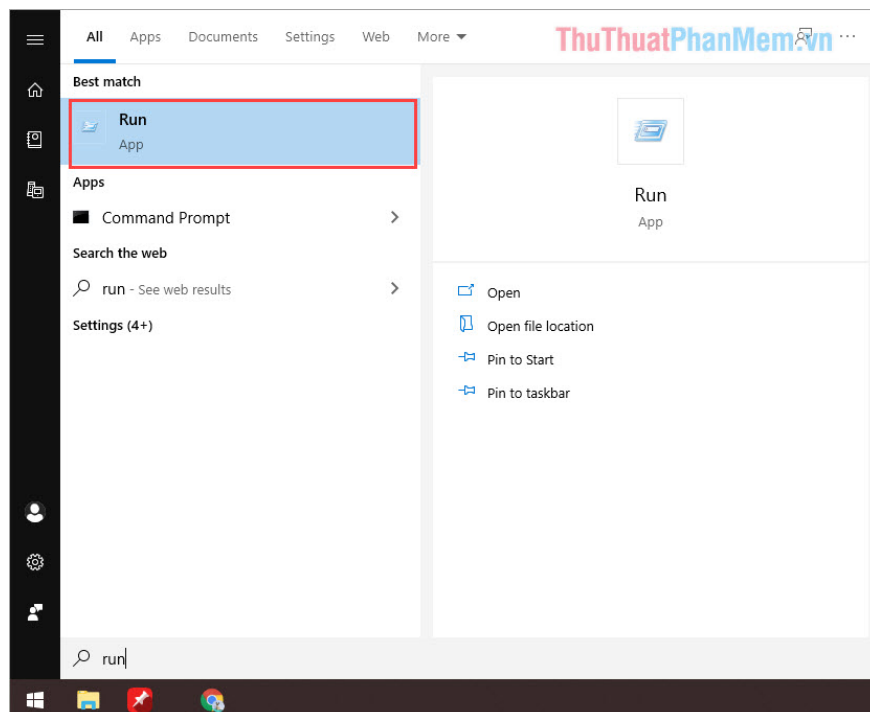 All Apps Documents Settings Web More
ThuThuatPhanMem.vn
Best match
Run
App
Apps
Command Prompt
Search the web
run - See web results
Settings (4+)
Run
App
Open
Open file location
Pin to Start
Pin to taskbar
run